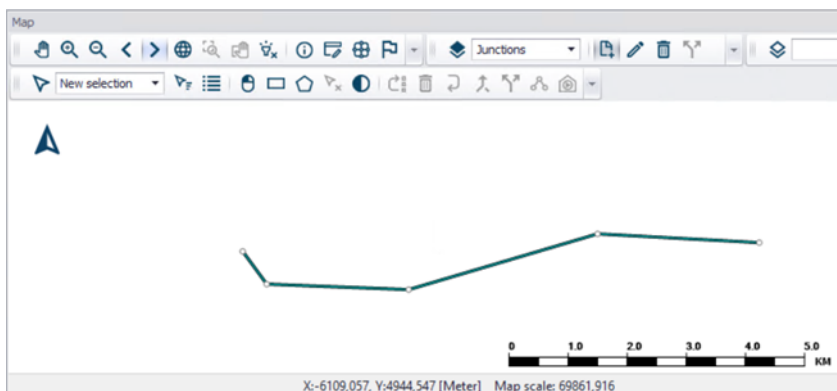 Map
Junctions
New selection
0 1.0 2.0 3.0 4.0 5.0
KM
X:-6109.057, Y:4944.547 [Meter] Map scale: 69861.916